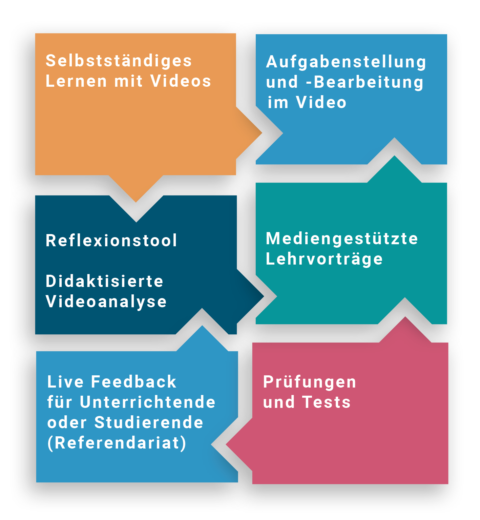 Selbstständiges
Lernen mit Videos
Aufgabenstellung
und -Bearbeitung
im Video
Reflexionstool
Didaktisierte
Videoanalyse
Mediengestützte
Lehrvorträge
Live Feedback
für Unterrichtende
oder Studierende
(Referendariat)
Prüfungen
und Tests